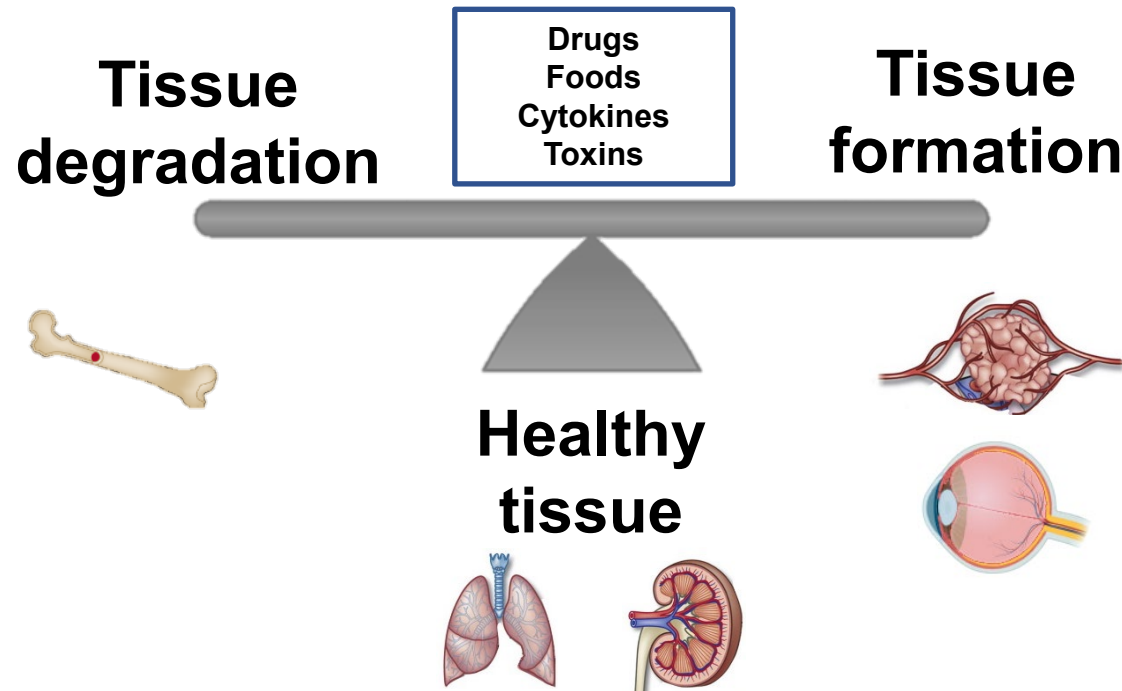 Tissue
degradation
Drugs
Foods
Cytokines
Toxins
Tissue
formation
Healthy
tissue